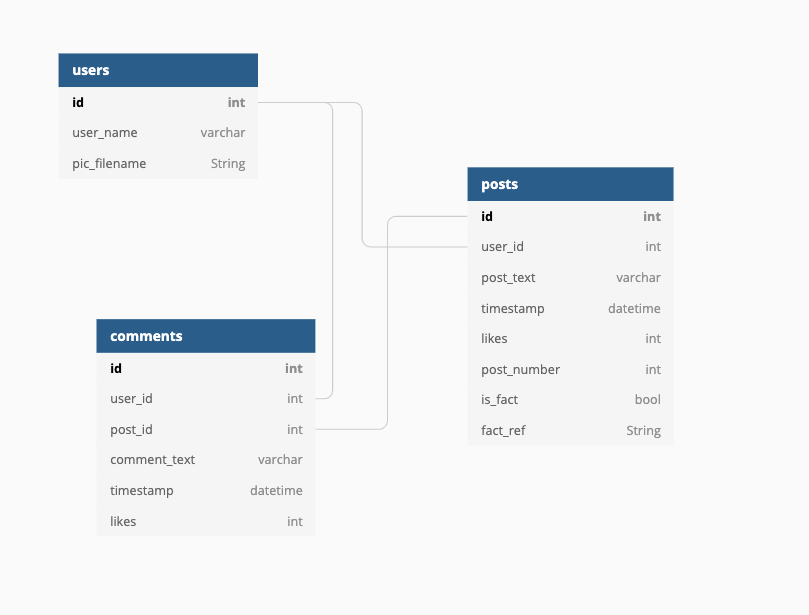 users
id int
user_name varchar
pic_filename String
posts
id int
user_id int
post_text varchar
timestamp datetime
likes int
post_number int
is_fact bool
fact_ref String
comments
id int
user_id int
post_id int
comment_text varchar
timestamp datetime
likes int